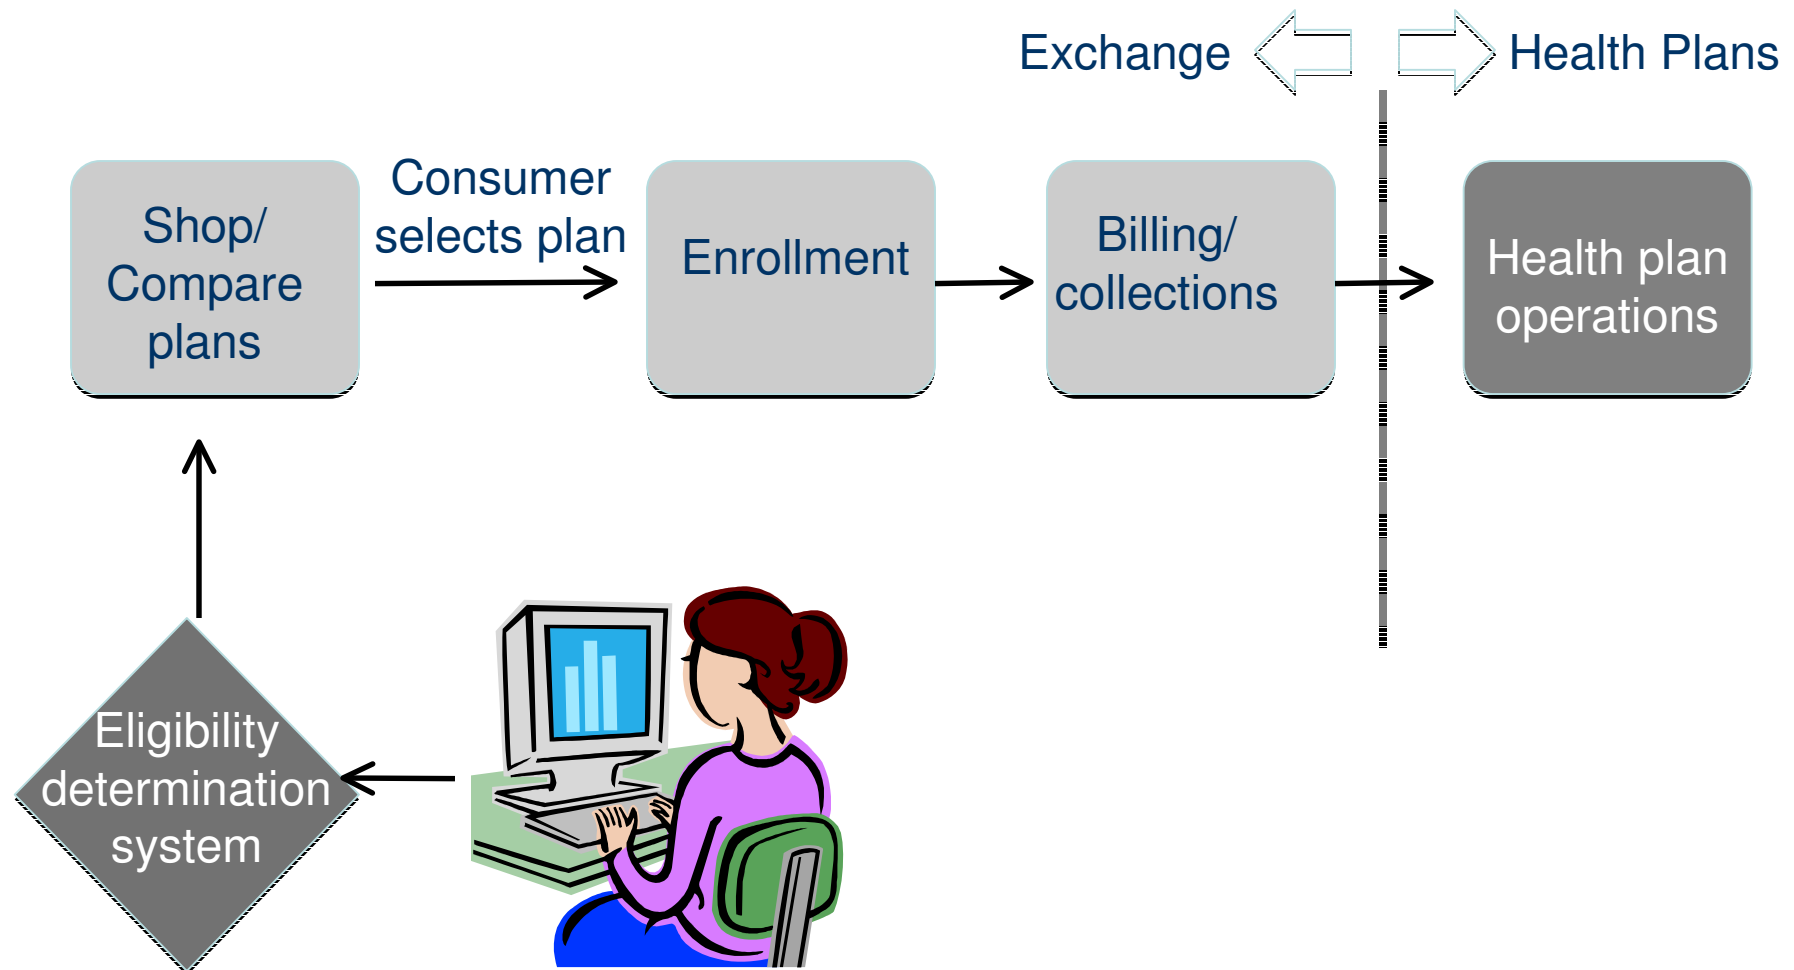 Exchange
Health Plans
Shop/
Compare
plans
Consumer
selects plan
Enrollment
Billing/
collections
Health plan
operations
Eligibility
determination
system